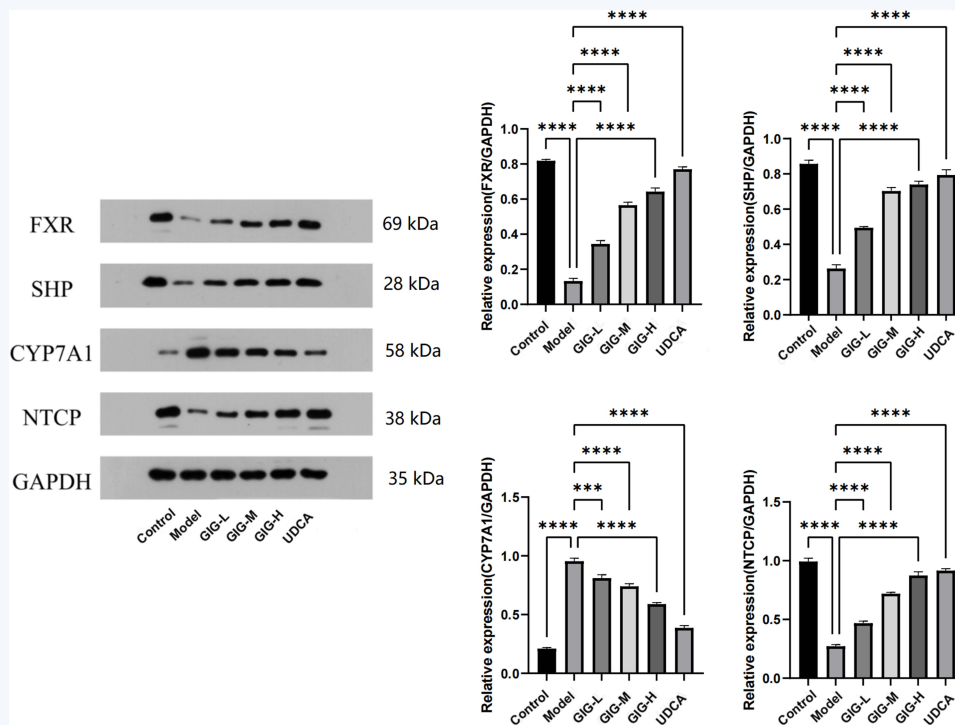 FXR
69 kDa
SHP
28 kDa
CYP7A1
58 kDa
NTCP
38 kDa
GAPDH
35 kDa
Control Model GIG-L GIG-M GIG-H UDCA
Relative expression(FXR/GAPDH)
****
****
****
**** ****
1.0
0.8
0.6
0.4
0.2
0.0
Control Model GIG-L GIG-M GIG-H UDCA
Relative expression(SHP/GAPDH)
****
****
****
**** ****
1.0
0.8
0.6
0.4
0.2
0.0
Control Model GIG-L GIG-M GIG-H UDCA
Relative expression(CYP7A1/GAPDH)
****
****
***
**** ****
1.5
1.0
0.5
0.0
Control Model GIG-L GIG-M GIG-H UDCA
Relative expression(NTCP/GAPDH)
****
****
****
**** ****
1.5
1.0
0.5
0.0
Control Model GIG-L GIG-M GIG-H UDCA